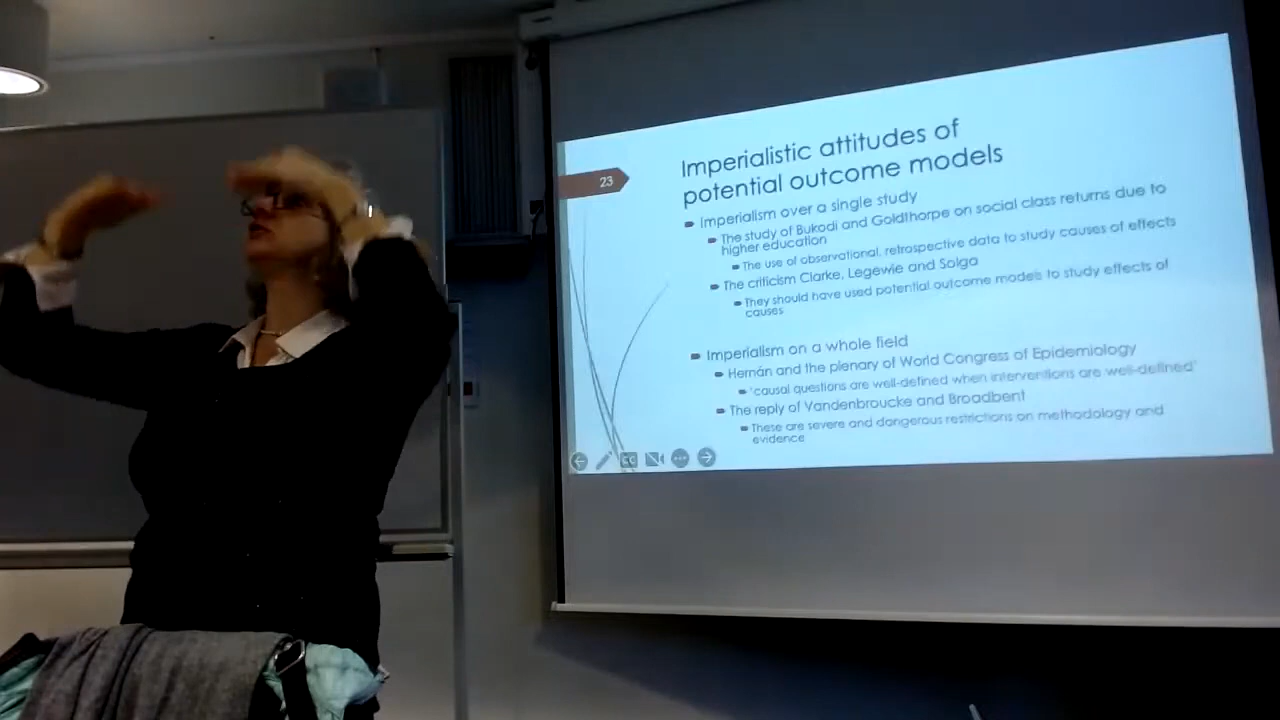 23
Imperialistic attitudes of
potential outcome models
Imperialism over a single study
The study of Bukodi and Goldthorpe on social class returns due to
higher education
The use of observational, retrospective data to study causes of effects
The criticism Clarke, Legewie and Solga
They should have used potential outcome models to study effects of
causes
Imperialism on a whole field
Hernán and the plenary of World Congress of Epidemiology
'causal questions are well-defined when interventions are well-defined'
The reply of Vandenbroucke and Broadbent
These are severe and dangerous restrictions on methodology and
evidence
CC